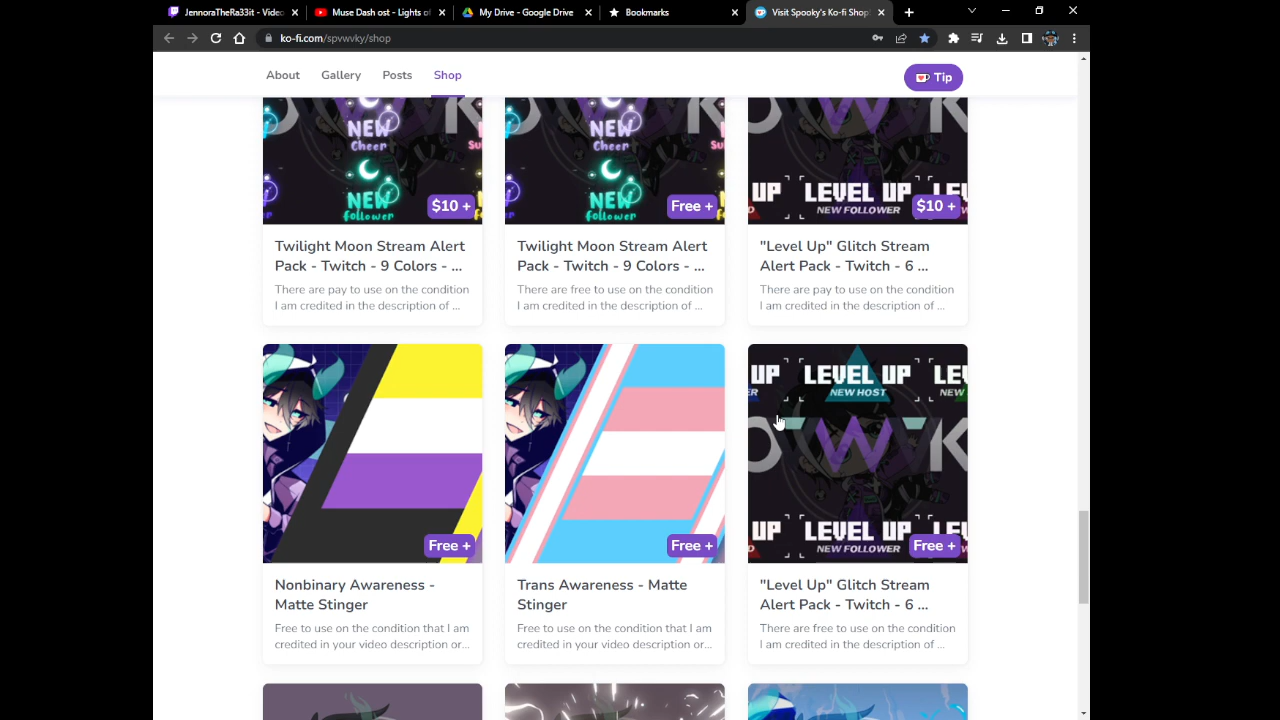 JennoraTheRa33it - Video
Muse Dash ost - Lights of
My Drive - Google Drive
Bookmarks
Visit Spooky's Ko-fi Shop
ko-fi.com/spvwvky/shop
About
Gallery
Posts
Shop
Tip
NEW
Cheer
NEW
follower
$10 +
NEW
Cheer
NEW
follower
Free +
UP
LEVEL UP
LE
NEW FOLLOWER
$10 +
Twilight Moon Stream Alert
Pack - Twitch - 9 Colors - ...
There are pay to use on the condition
I am credited in the description of ...
Twilight Moon Stream Alert
Pack - Twitch - 9 Colors - ...
There are free to use on the condition
I am credited in the description of ...
"Level Up" Glitch Stream
Alert Pack - Twitch - 6 ...
There are pay to use on the condition
I am credited in the description of ...
Free +
Free +
UP
LEVEL UP
LE
NEW HOST
NEW
W
K
UP
LEVEL UP
LE
NEW FOLLOWER
Free +
Nonbinary Awareness -
Matte Stinger
Free to use on the condition that I am
credited in your video description or...
Trans Awareness - Matte
Stinger
Free to use on the condition that I am
credited in your video description or...
"Level Up" Glitch Stream
Alert Pack - Twitch - 6 ...
There are free to use on the condition
I am credited in the description of ...